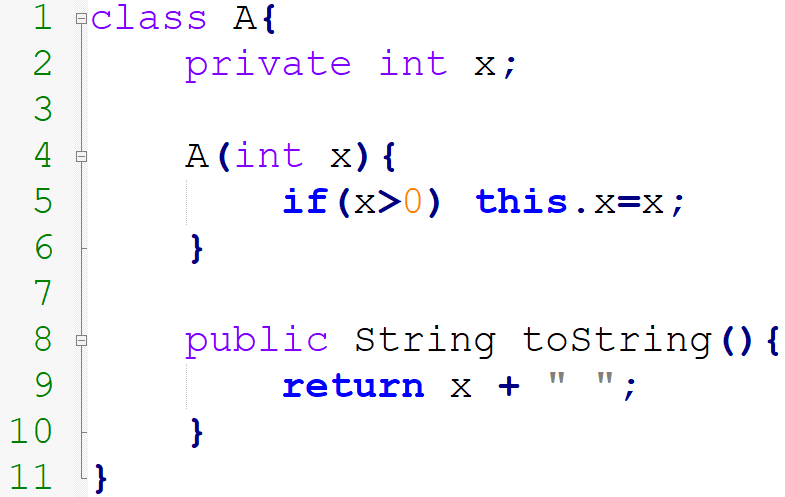 1 class A{
2     private int x;
3
4     A(int x){
5         if(x>0) this.x=x;
6     }
7
8     public String toString(){
9         return x + " ";
10     }
11 }